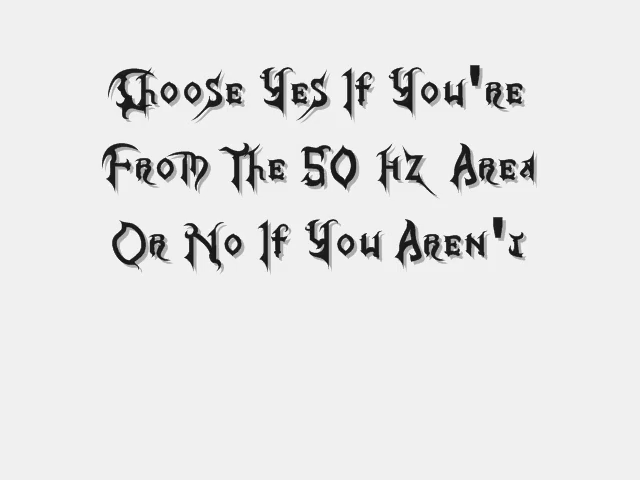 Choose Yes If You're
From The 50 Hz Area
Or No If You Aren't